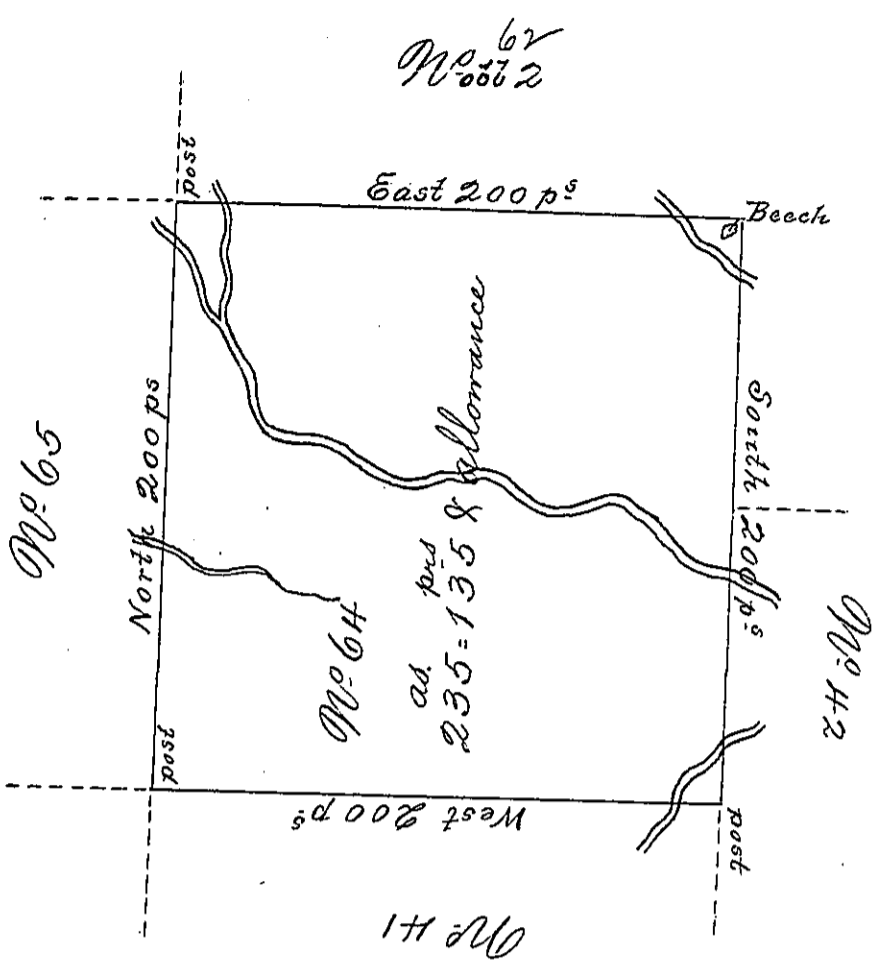 62
No 2
post
East 200 ps
Beech
No 65
North 200 ps
South 200 ps
No 42
No 64
as. prs
235=135 & allowance
post
West 200 ps
post
No 41